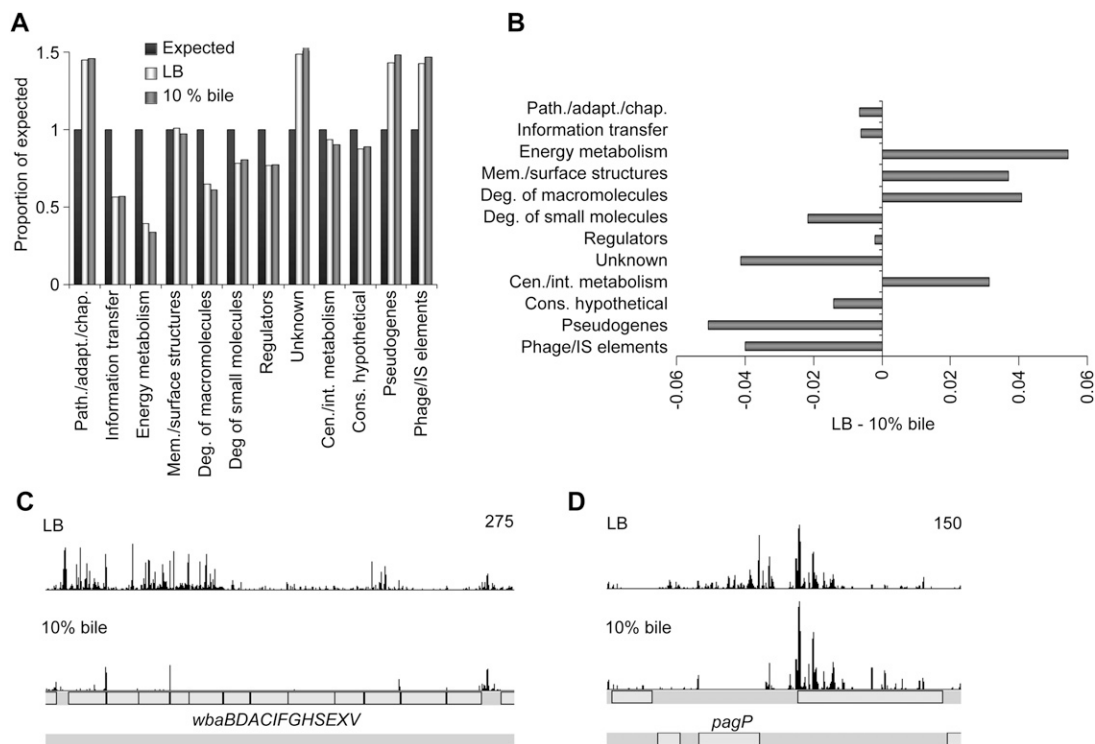 A
Expected
LB
10 % bile
Proportion of expected
1.5
1
0.5
0
Path./adapt./chap.
Information transfer
Energy metabolism
Mem./surface structures
Deg. of macromolecules
Deg of small molecules
Regulators
Unknown
Cen./int. metabolism
Cons. hypothetical
Pseudogenes
Phage/IS elements
B
Path./adapt./chap.
Information transfer
Energy metabolism
Mem./surface structures
Deg. of macromolecules
Deg. of small molecules
Regulators
Unknown
Cen./int. metabolism
Cons. hypothetical
Pseudogenes
Phage/IS elements
-0.06
-0.04
-0.02
0
0.02
0.04
0.06
LB - 10% bile
C
LB
275
10% bile
wbaBDACIFGHSEXV
D
LB
150
10% bile
pagP